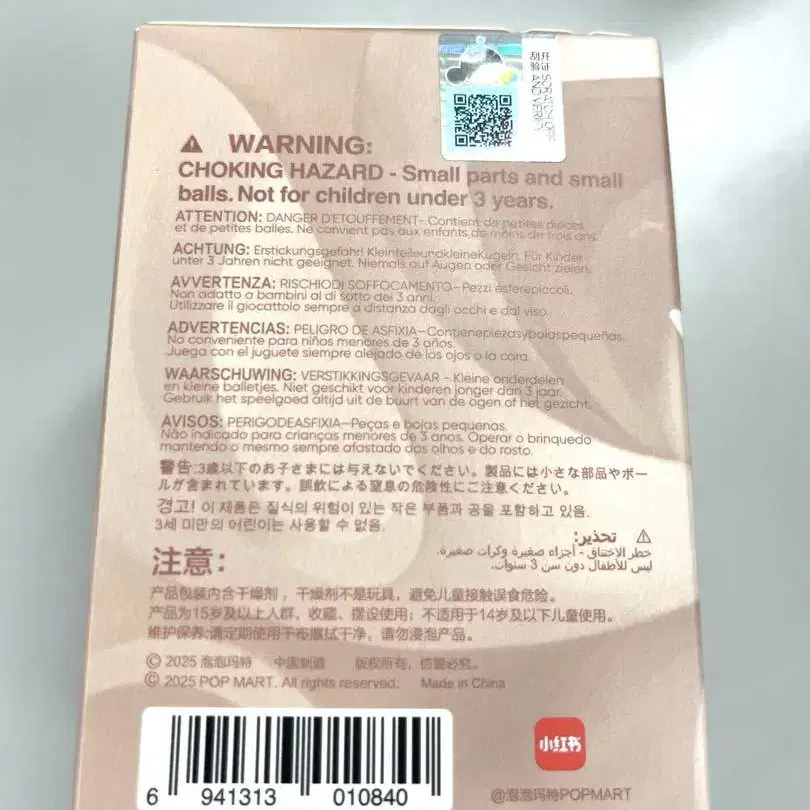 刮开涂层 SCRATCH OFF
AND VERIFY
⚠ WARNING:
CHOKING HAZARD - Small parts and small
balls. Not for children under 3 years.
ATTENTION: DANGER D'ETOUFFEMENT- Contient de petites pieces
et de petites balles. Ne convient pas aux enfants de moins de trois ans.
ACHTUNG: Erstickungsgefahr! KleinteileundkleineKugeln. Für Kinder
unter 3 Jahren nicht geeignet. Niemals auf Augen oder Gesicht zieren.
AVVERTENZA: RISCHIODI SOFFOCAMENTO- Pezzi esferepiccoli.
Non adatto a bambini al di sotto dei 3 anni.
Utilizzare il giocattolo sempre a distanza dagli occhi e dal viso.
ADVERTENCIAS: PELIGRO DE ASFIXIA-Contienepiezasybolaspequeñas.
No conveniente para niños menores de 3 años.
Juega con el juguete siempre alejado de los ojos o la cara.
WAARSCHUWING: VERSTIKKINGSGEVAAR - Kleine onderdelen
en kleine balletjes. Niet geschikt voor kinderen jonger dan 3 jaar.
Gebruik het speelgoed altijd uit de buurt van de ogen of het gezicht.
AVISOS: PERIGODEASFIXIA-Peças e bolas pequenas.
Não indicado para crianças menores de 3 anos. Operar o brinquedo
mantendo o mesmo sempre afastado dos olhos e do rosto.
警告:3歳以下のお子さまには与えないでください。製品には小さな部品やボー
ルが含まれています。誤飲による窒息の危険性にご注意ください。
경고! 이 제품은 질식의 위험이 있는 작은 부품과 공을 포함하고 있음.
3세 미만의 어린이는 사용할 수 없음.
⚠ تحذير:
خطر الاختناق - أجزاء صغيرة وكرات صغيرة.
ليس للأطفال دون سن 3 سنوات.
注意:
产品包装内含干燥剂，干燥剂不是玩具，避免儿童接触误食危险。
产品为15岁及以上人群，收藏、摆设使用；不适用于14岁及以下儿童使用。
维护保养:请定期使用干布擦拭干净，请勿浸泡产品。
© 2025 泡泡玛特 中国制造 版权所有，仿冒必究。
© 2025 POP MART. All rights reserved. Made in China
6 941313 010840
小红书
@泡泡玛特POPMART